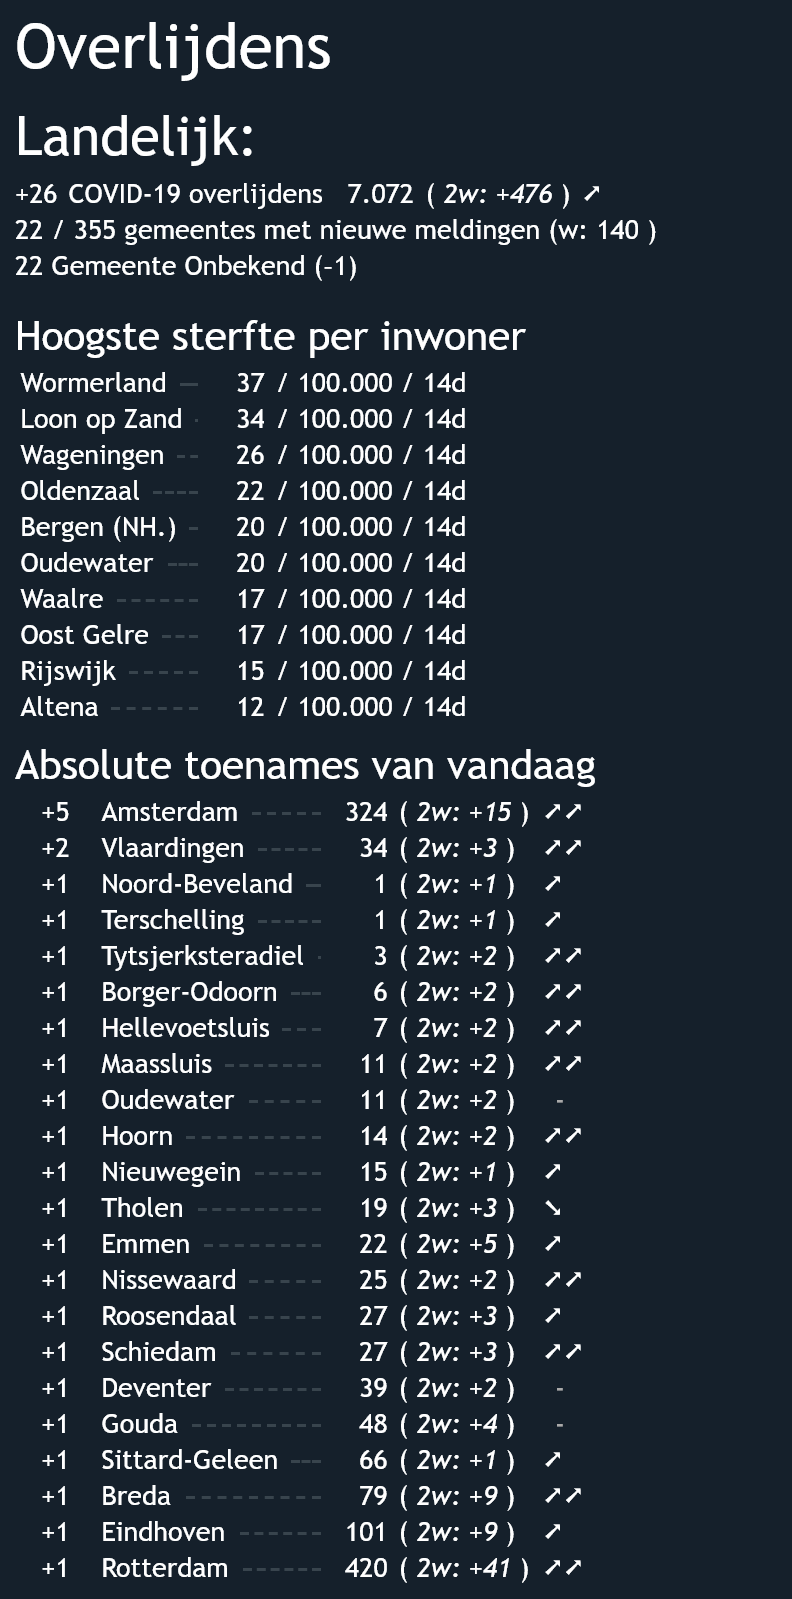 Overlijdens
Landelijk:
+26 COVID-19 overlijdens 7.072 ( 2w: +476 ) ➚
22 / 355 gemeentes met nieuwe meldingen (w: 140 )
22 Gemeente Onbekend (-1)
Hoogste sterfte per inwoner
Wormerland 37 / 100.000 / 14d
Loon op Zand 34 / 100.000 / 14d
Wageningen 26 / 100.000 / 14d
Oldenzaal 22 / 100.000 / 14d
Bergen (NH.) 20 / 100.000 / 14d
Oudewater 20 / 100.000 / 14d
Waalre 17 / 100.000 / 14d
Oost Gelre 17 / 100.000 / 14d
Rijswijk 15 / 100.000 / 14d
Altena 12 / 100.000 / 14d
Absolute toenames van vandaag
+5 Amsterdam 324 ( 2w: +15 ) ➚➚
+2 Vlaardingen 34 ( 2w: +3 ) ➚➚
+1 Noord-Beveland 1 ( 2w: +1 ) ➚
+1 Terschelling 1 ( 2w: +1 ) ➚
+1 Tytsjerksteradiel 3 ( 2w: +2 ) ➚➚
+1 Borger-Odoorn 6 ( 2w: +2 ) ➚➚
+1 Hellevoetsluis 7 ( 2w: +2 ) ➚➚
+1 Maassluis 11 ( 2w: +2 ) ➚➚
+1 Oudewater 11 ( 2w: +2 ) -
+1 Hoorn 14 ( 2w: +2 ) ➚➚
+1 Nieuwegein 15 ( 2w: +1 ) ➚
+1 Tholen 19 ( 2w: +3 ) ➘
+1 Emmen 22 ( 2w: +5 ) ➚
+1 Nissewaard 25 ( 2w: +2 ) ➚➚
+1 Roosendaal 27 ( 2w: +3 ) ➚
+1 Schiedam 27 ( 2w: +3 ) ➚➚
+1 Deventer 39 ( 2w: +2 ) -
+1 Gouda 48 ( 2w: +4 ) -
+1 Sittard-Geleen 66 ( 2w: +1 ) ➚
+1 Breda 79 ( 2w: +9 ) ➚➚
+1 Eindhoven 101 ( 2w: +9 ) ➚
+1 Rotterdam 420 ( 2w: +41 ) ➚➚